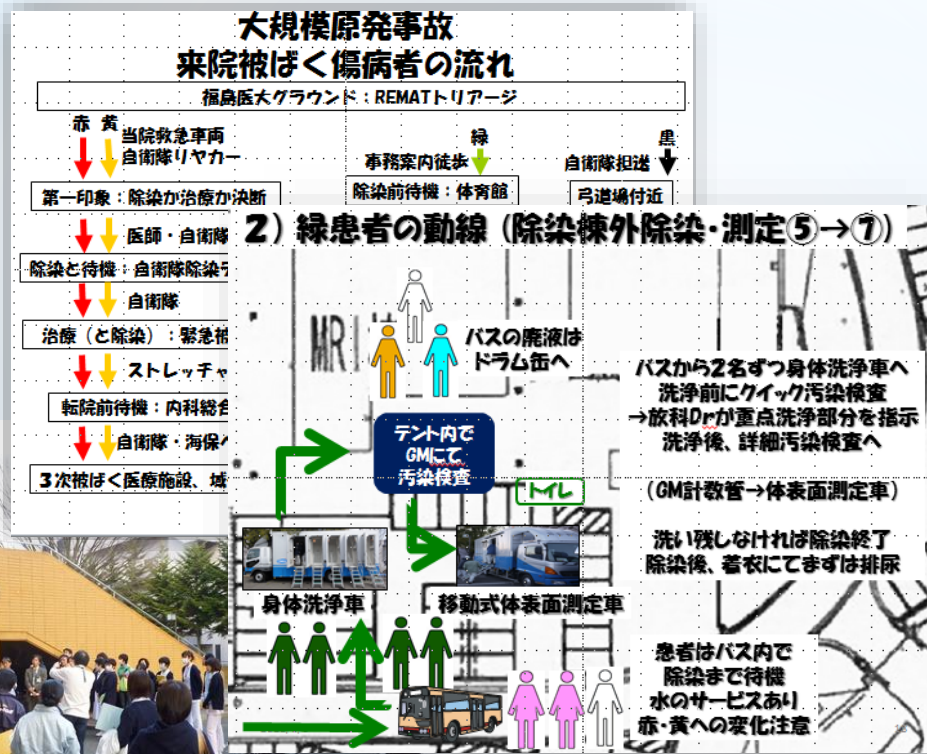 大規模原発事故
来院被ばく傷病者の流れ
福島医大グラウンド：REMATトリアージ
赤 黄
当院救急車両
自衛隊リヤカー
緑
事務案内徒歩
黒
自衛隊担送
第一印象：除染か治療か決断
除染前待機：体育館
弓道場付近
医師・自衛隊
除染と待機：自衛隊除染テ
自衛隊
治療（と除染）：緊急被
ストレッチャ
転院前待機：内科総合
自衛隊・海保ヘ
３次被ばく医療施設、域
２）緑患者の動線（除染棟外除染・測定⑤→⑦）
MRI
バスの廃液は
ドラム缶へ
テント内で
GMにて
汚染検査
トイレ
身体洗浄車
移動式体表面測定車
バスから２名ずつ身体洗浄車へ
洗浄前にクイック汚染検査
→放科Drが重点洗浄部分を指示
洗浄後、詳細汚染検査へ
（GM計数管→体表面測定車）
洗い残しなければ除染終了
除染後、着衣にてまずは排尿
患者はバス内で
除染まで待機
水のサービスあり
赤・黄への変化注意